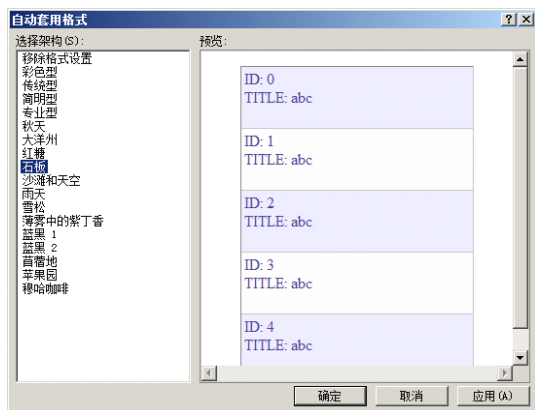 自动套用格式
选择架构(S):
移除格式设置
彩色型
传统型
简明型
专业型
秋天
大洋州
红糖
石板
沙滩和天空
雨天
雪松
薄雾中的紫丁香
蓝黑 1
蓝黑 2
苜蓿地
苹果园
穆哈咖啡
预览:
ID: 0
TITLE: abc
ID: 1
TITLE: abc
ID: 2
TITLE: abc
ID: 3
TITLE: abc
ID: 4
TITLE: abc
确定
取消
应用(A)